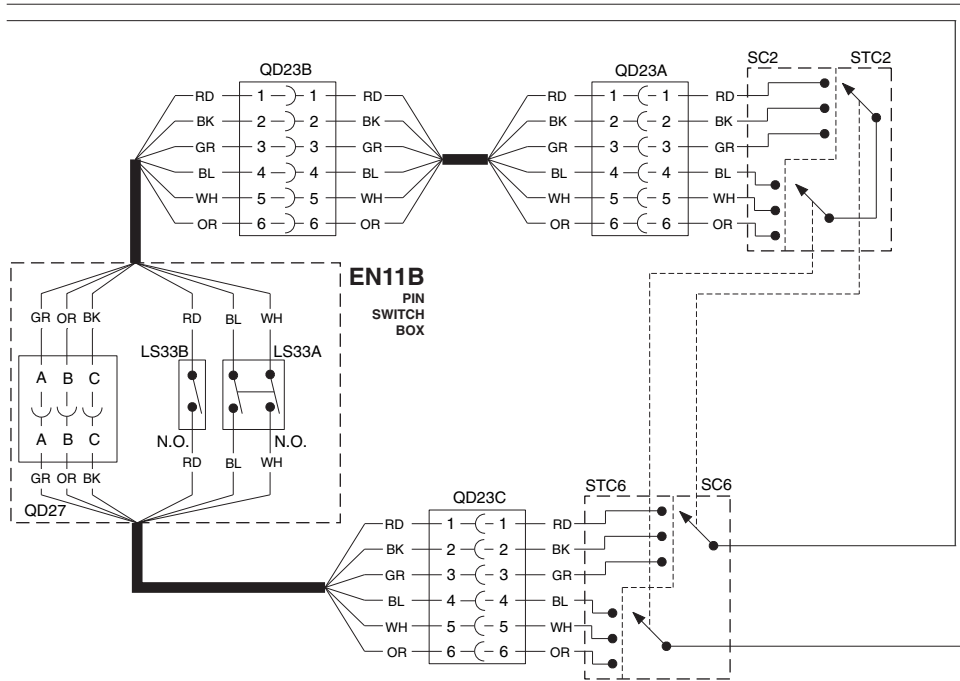 QD23B QD23A SC2 STC2
RD 1 1 RD RD 1 1 RD
BK 2 2 BK BK 2 2 BK
GR 3 3 GR GR 3 3 GR
BL 4 4 BL BL 4 4 BL
WH 5 5 WH WH 5 5 WH
OR 6 6 OR OR 6 6 OR
EN11B
PIN
SWITCH
BOX
GR OR BK RD BL WH
LS33B LS33A
A B C
A B C
N.O. N.O.
GR OR BK RD BL WH
QD27
QD23C STC6 SC6
RD 1 1 RD
BK 2 2 BK
GR 3 3 GR
BL 4 4 BL
WH 5 5 WH
OR 6 6 OR